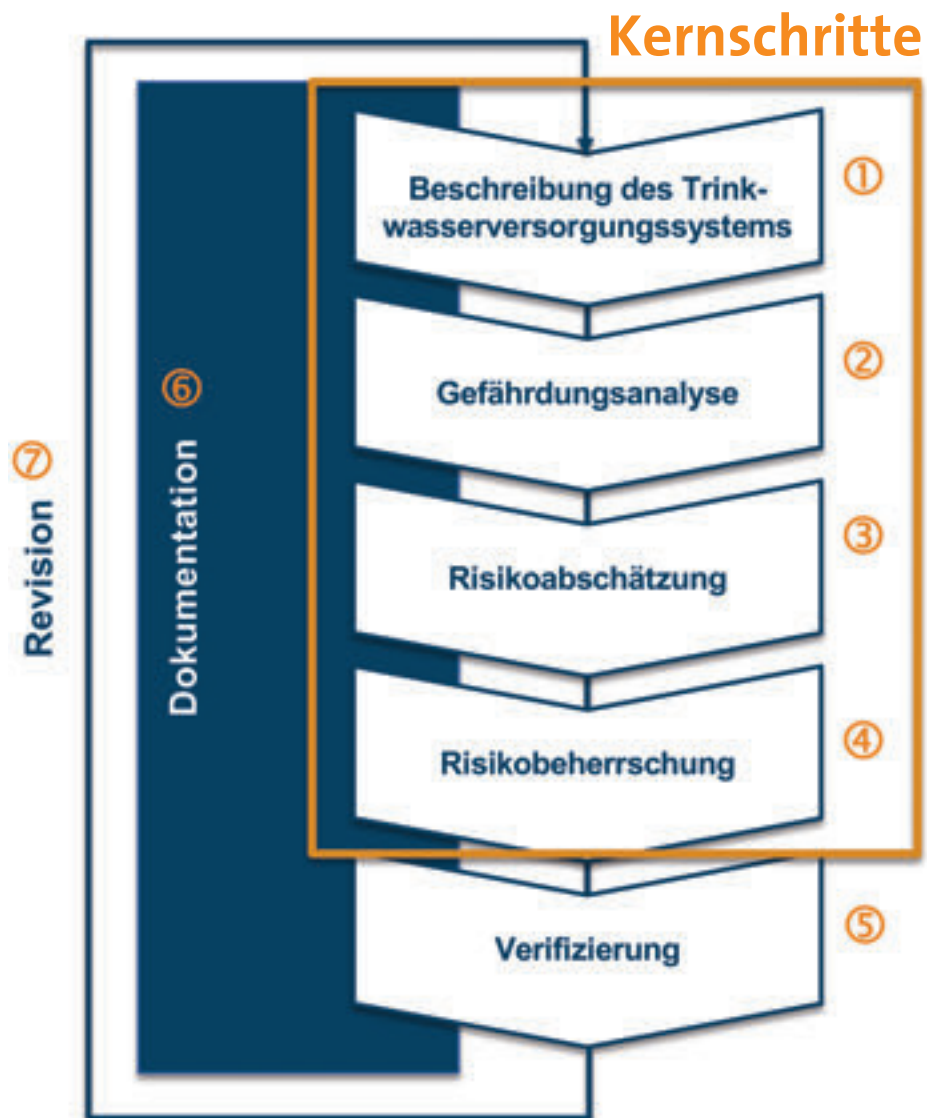 Kernschritte
Beschreibung des Trink-
wasserversorgungssystems
①
Gefährdungsanalyse
②
Risikoabschätzung
③
Risikobeherrschung
④
Verifizierung
⑤
Dokumentation ⑥
Revision ⑦